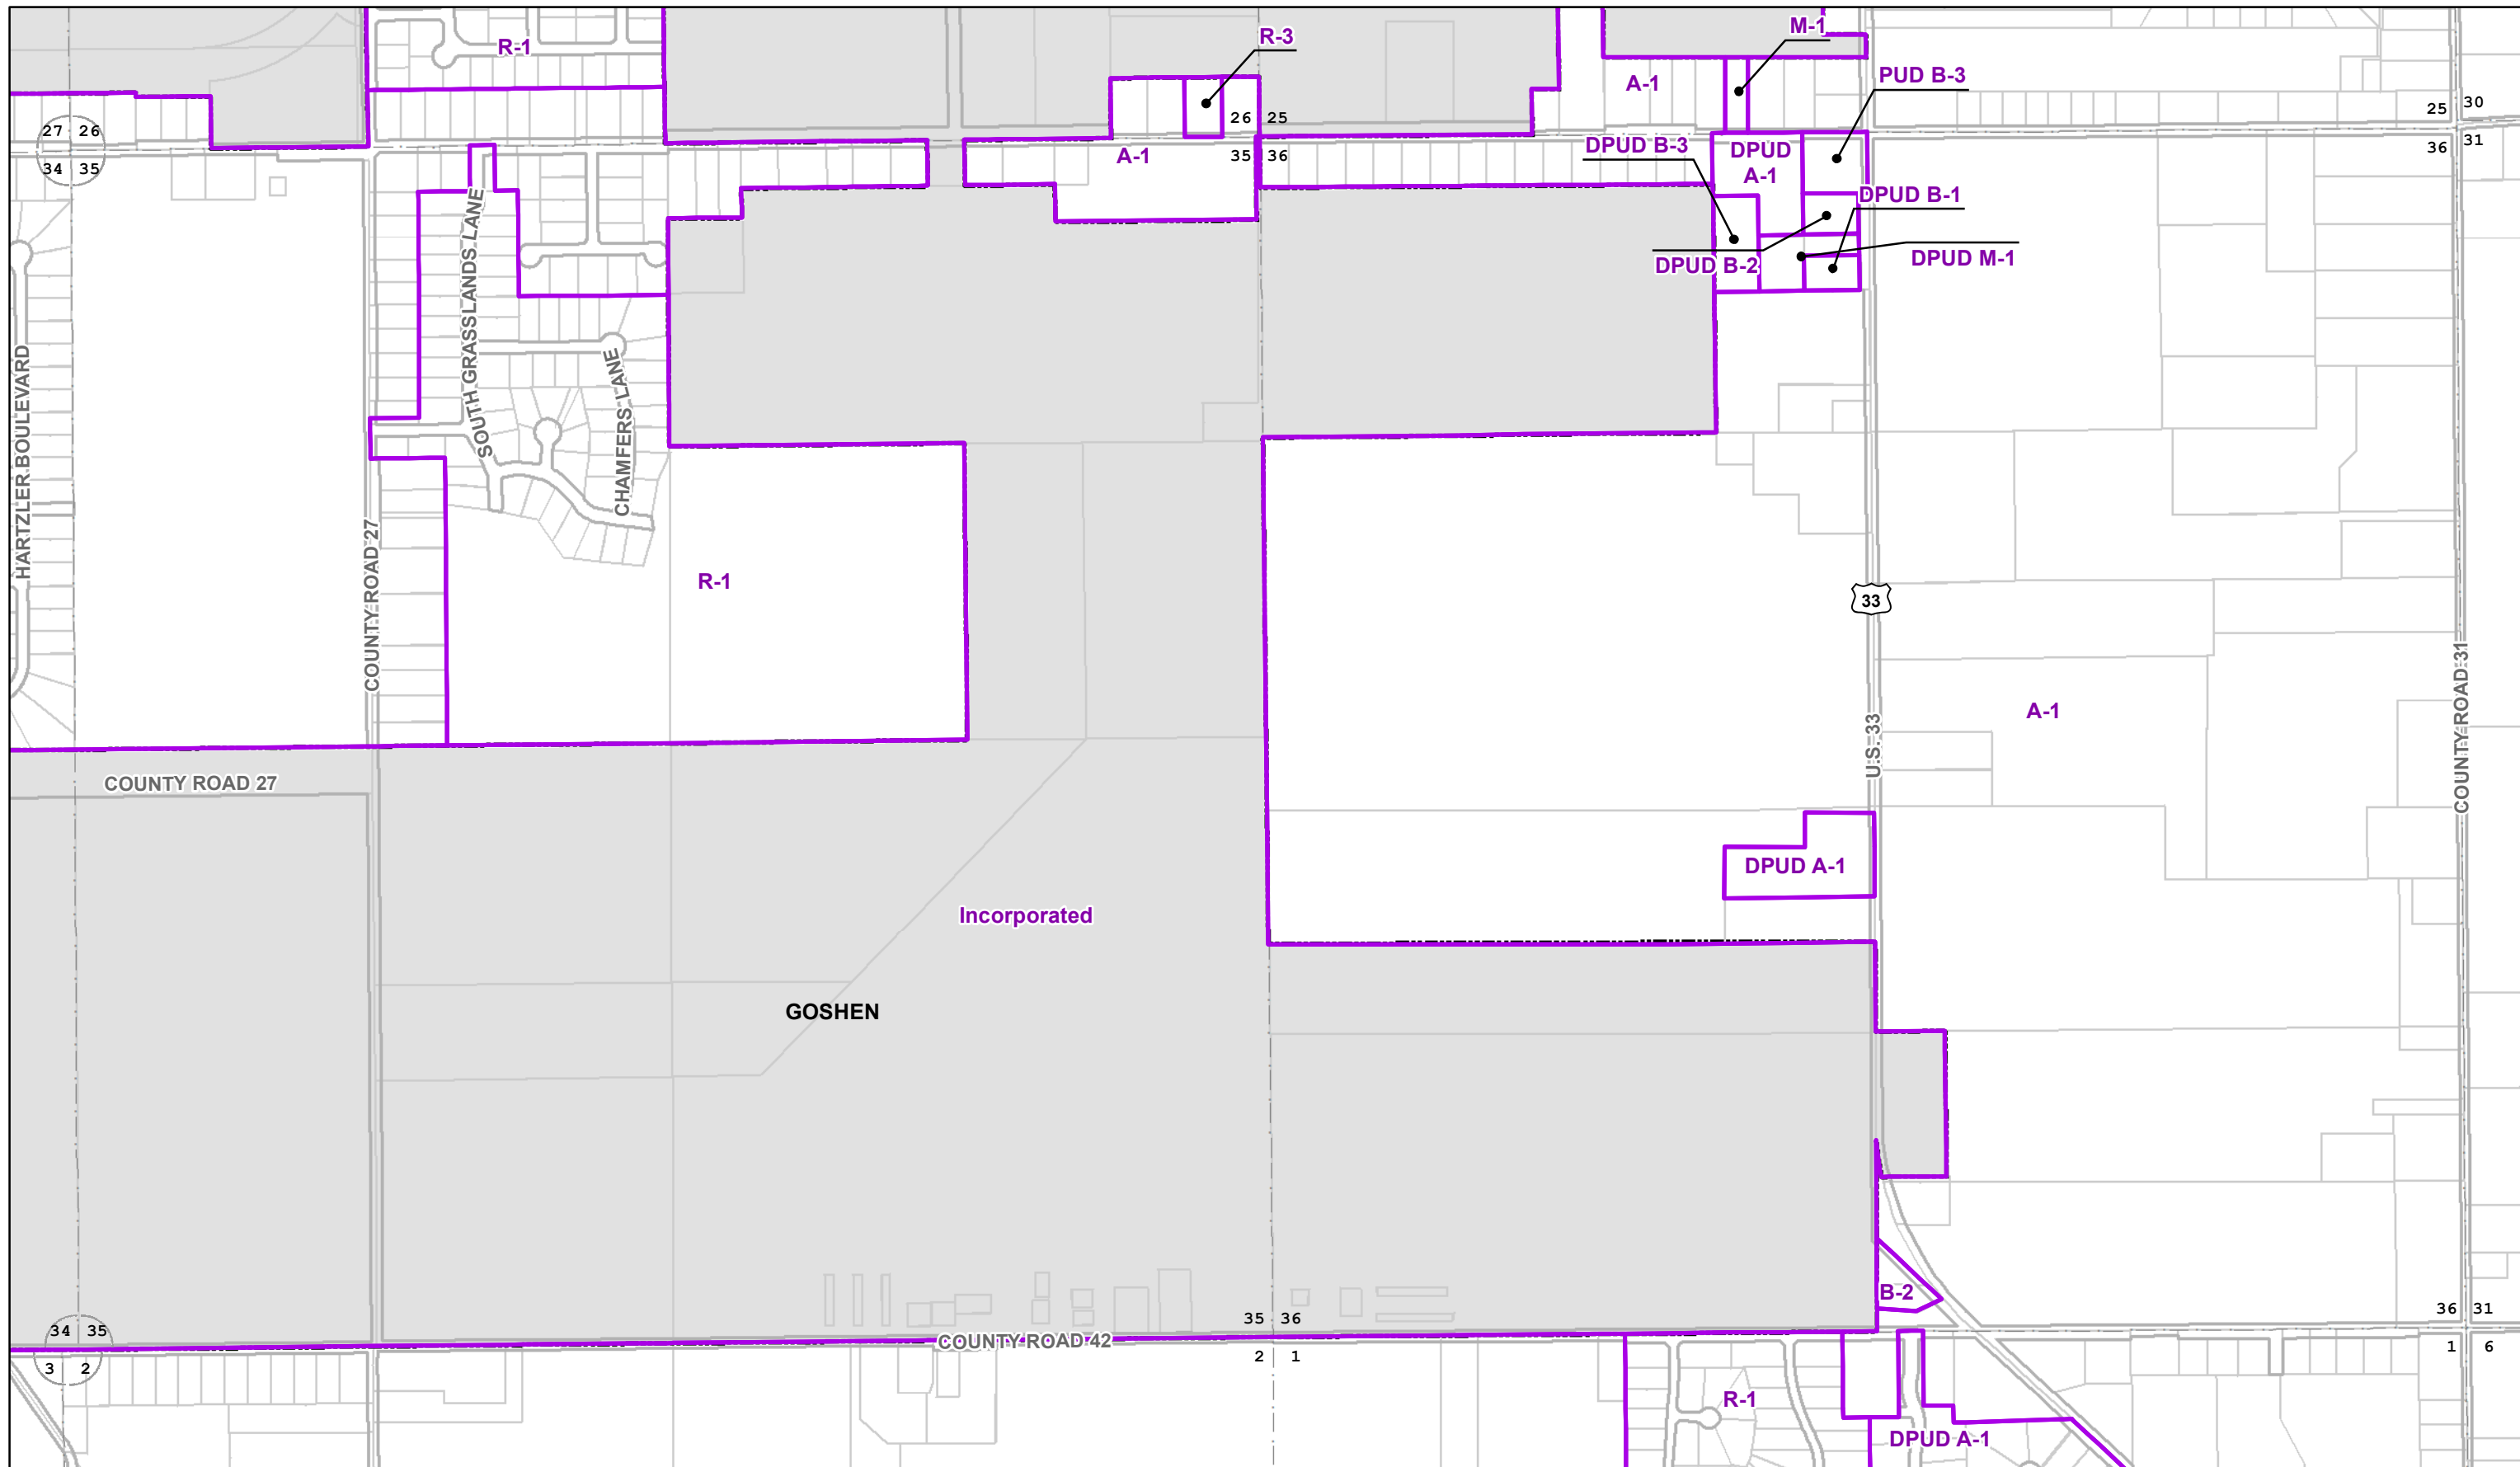 M-1
R-3
R-1
PUD B-3
A-1
30
25
26 25
27 26
31
36
DPUD B-3
DPUD
A-1
A-1
35 36
34 35
DPUD B-1
DPUD B-2
DPUD M-1
SOUTH GRASSLANDS LANE
CHAMFERS LANE
HARTZLER BOULEVARD
COUNTY ROAD 27
R-1
33
U.S. 33
A-1
COUNTY ROAD 31
COUNTY ROAD 27
DPUD A-1
Incorporated
GOSHEN
B-2
36 31
35 36
34 35
COUNTY ROAD 42
2 1
1 6
3 2
R-1
DPUD A-1